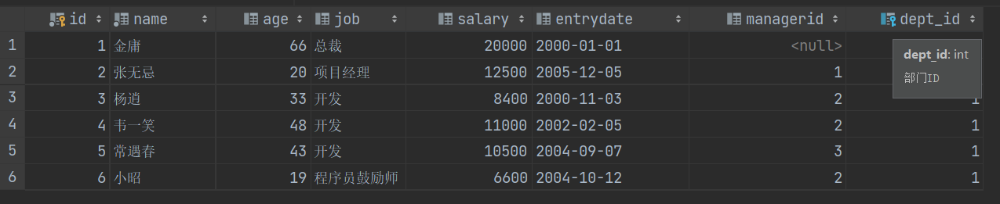 id name age job salary entrydate managerid dept_id
1 1 金庸 66 总裁 20000 2000-01-01 <null>
dept_id: int
2 2 张无忌 20 项目经理 12500 2005-12-05 1
部门ID
3 3 杨逍 33 开发 8400 2000-11-03 2 1
4 4 韦一笑 48 开发 11000 2002-02-05 2 1
5 5 常遇春 43 开发 10500 2004-09-07 3 1
6 6 小昭 19 程序员鼓励师 6600 2004-10-12 2 1